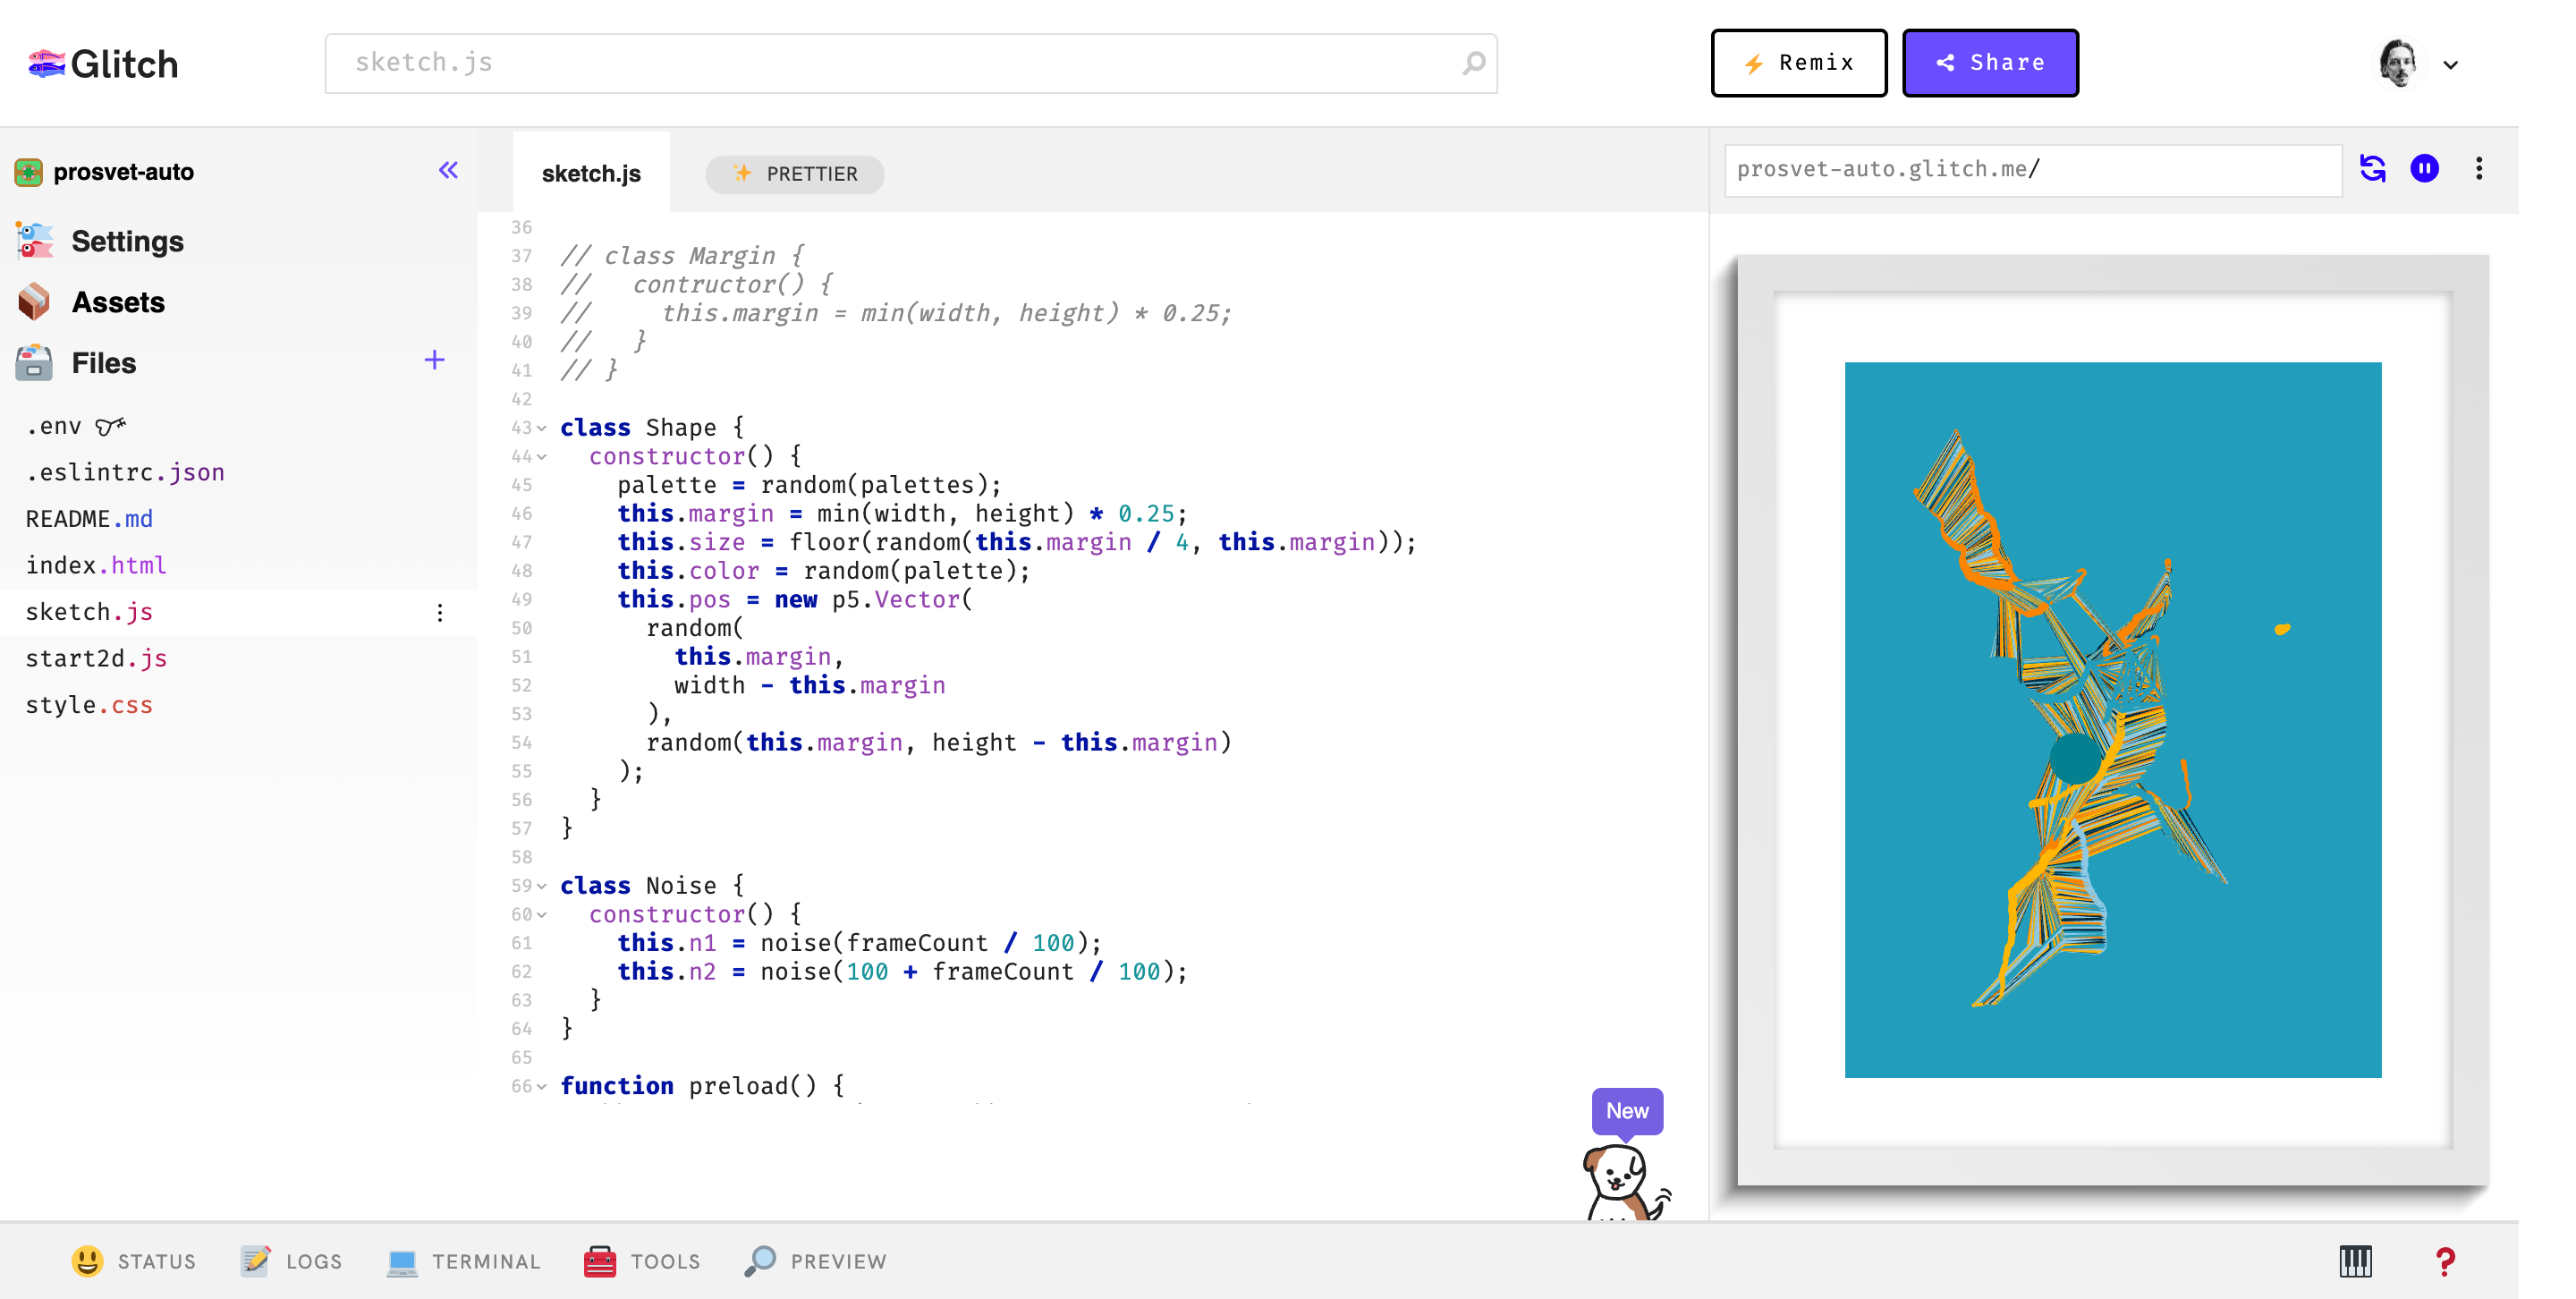 Glitch
sketch.js
Remix
Share
prosvet-auto
Settings
Assets
Files
.env
.eslintrc.json
README.md
index.html
sketch.js
start2d.js
style.css
sketch.js
PRETTIER
36
37 // class Margin {
38 //   contructor() {
39 //     this.margin = min(width, height) * 0.25;
40 //   }
41 // }
42
43 class Shape {
44   constructor() {
45     palette = random(palettes);
46     this.margin = min(width, height) * 0.25;
47     this.size = floor(random(this.margin / 4, this.margin));
48     this.color = random(palette);
49     this.pos = new p5.Vector(
50       random(
51         this.margin,
52         width - this.margin
53       ),
54       random(this.margin, height - this.margin)
55     );
56   }
57 }
58
59 class Noise {
60   constructor() {
61     this.n1 = noise(frameCount / 100);
62     this.n2 = noise(100 + frameCount / 100);
63   }
64 }
65
66 function preload() {
New
prosvet-auto.glitch.me/
STATUS
LOGS
TERMINAL
TOOLS
PREVIEW
?